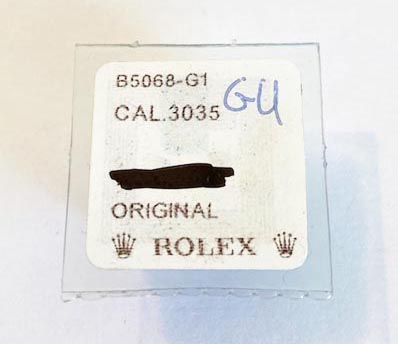 B5068-G1
GU
CAL.3035
ORIGINAL
ROLEX